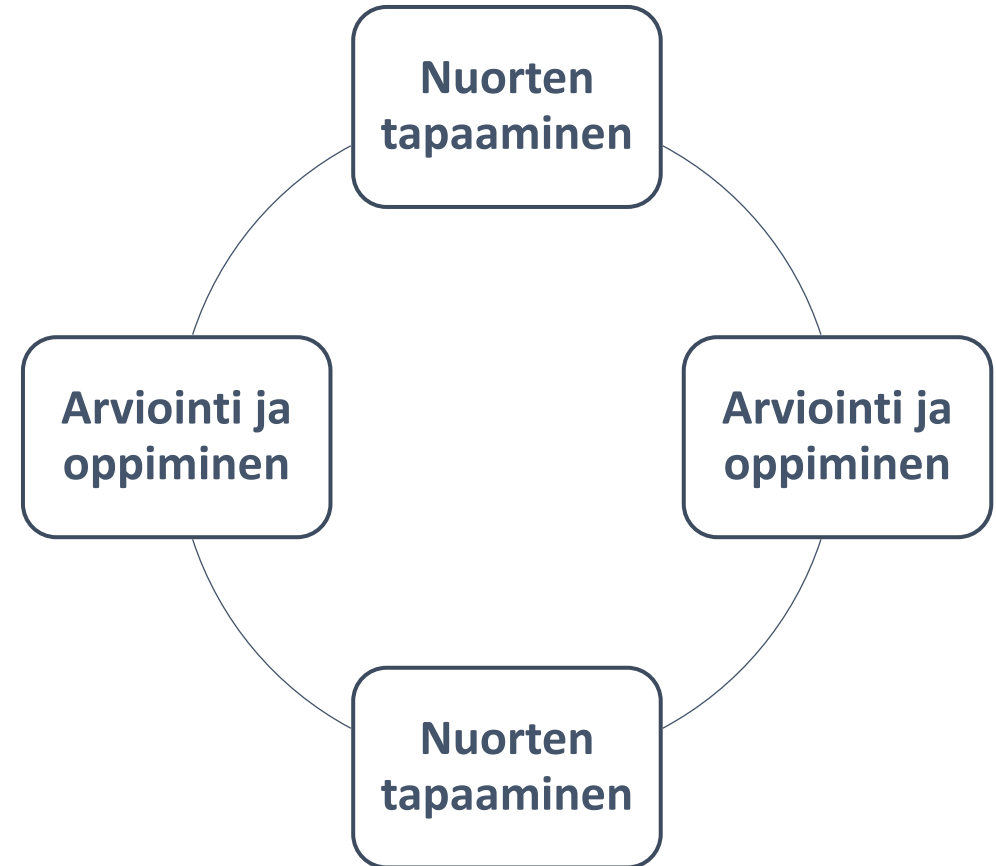 Nuorten
tapaaminen
Arviointi ja
oppiminen
Arviointi ja
oppiminen
Nuorten
tapaaminen